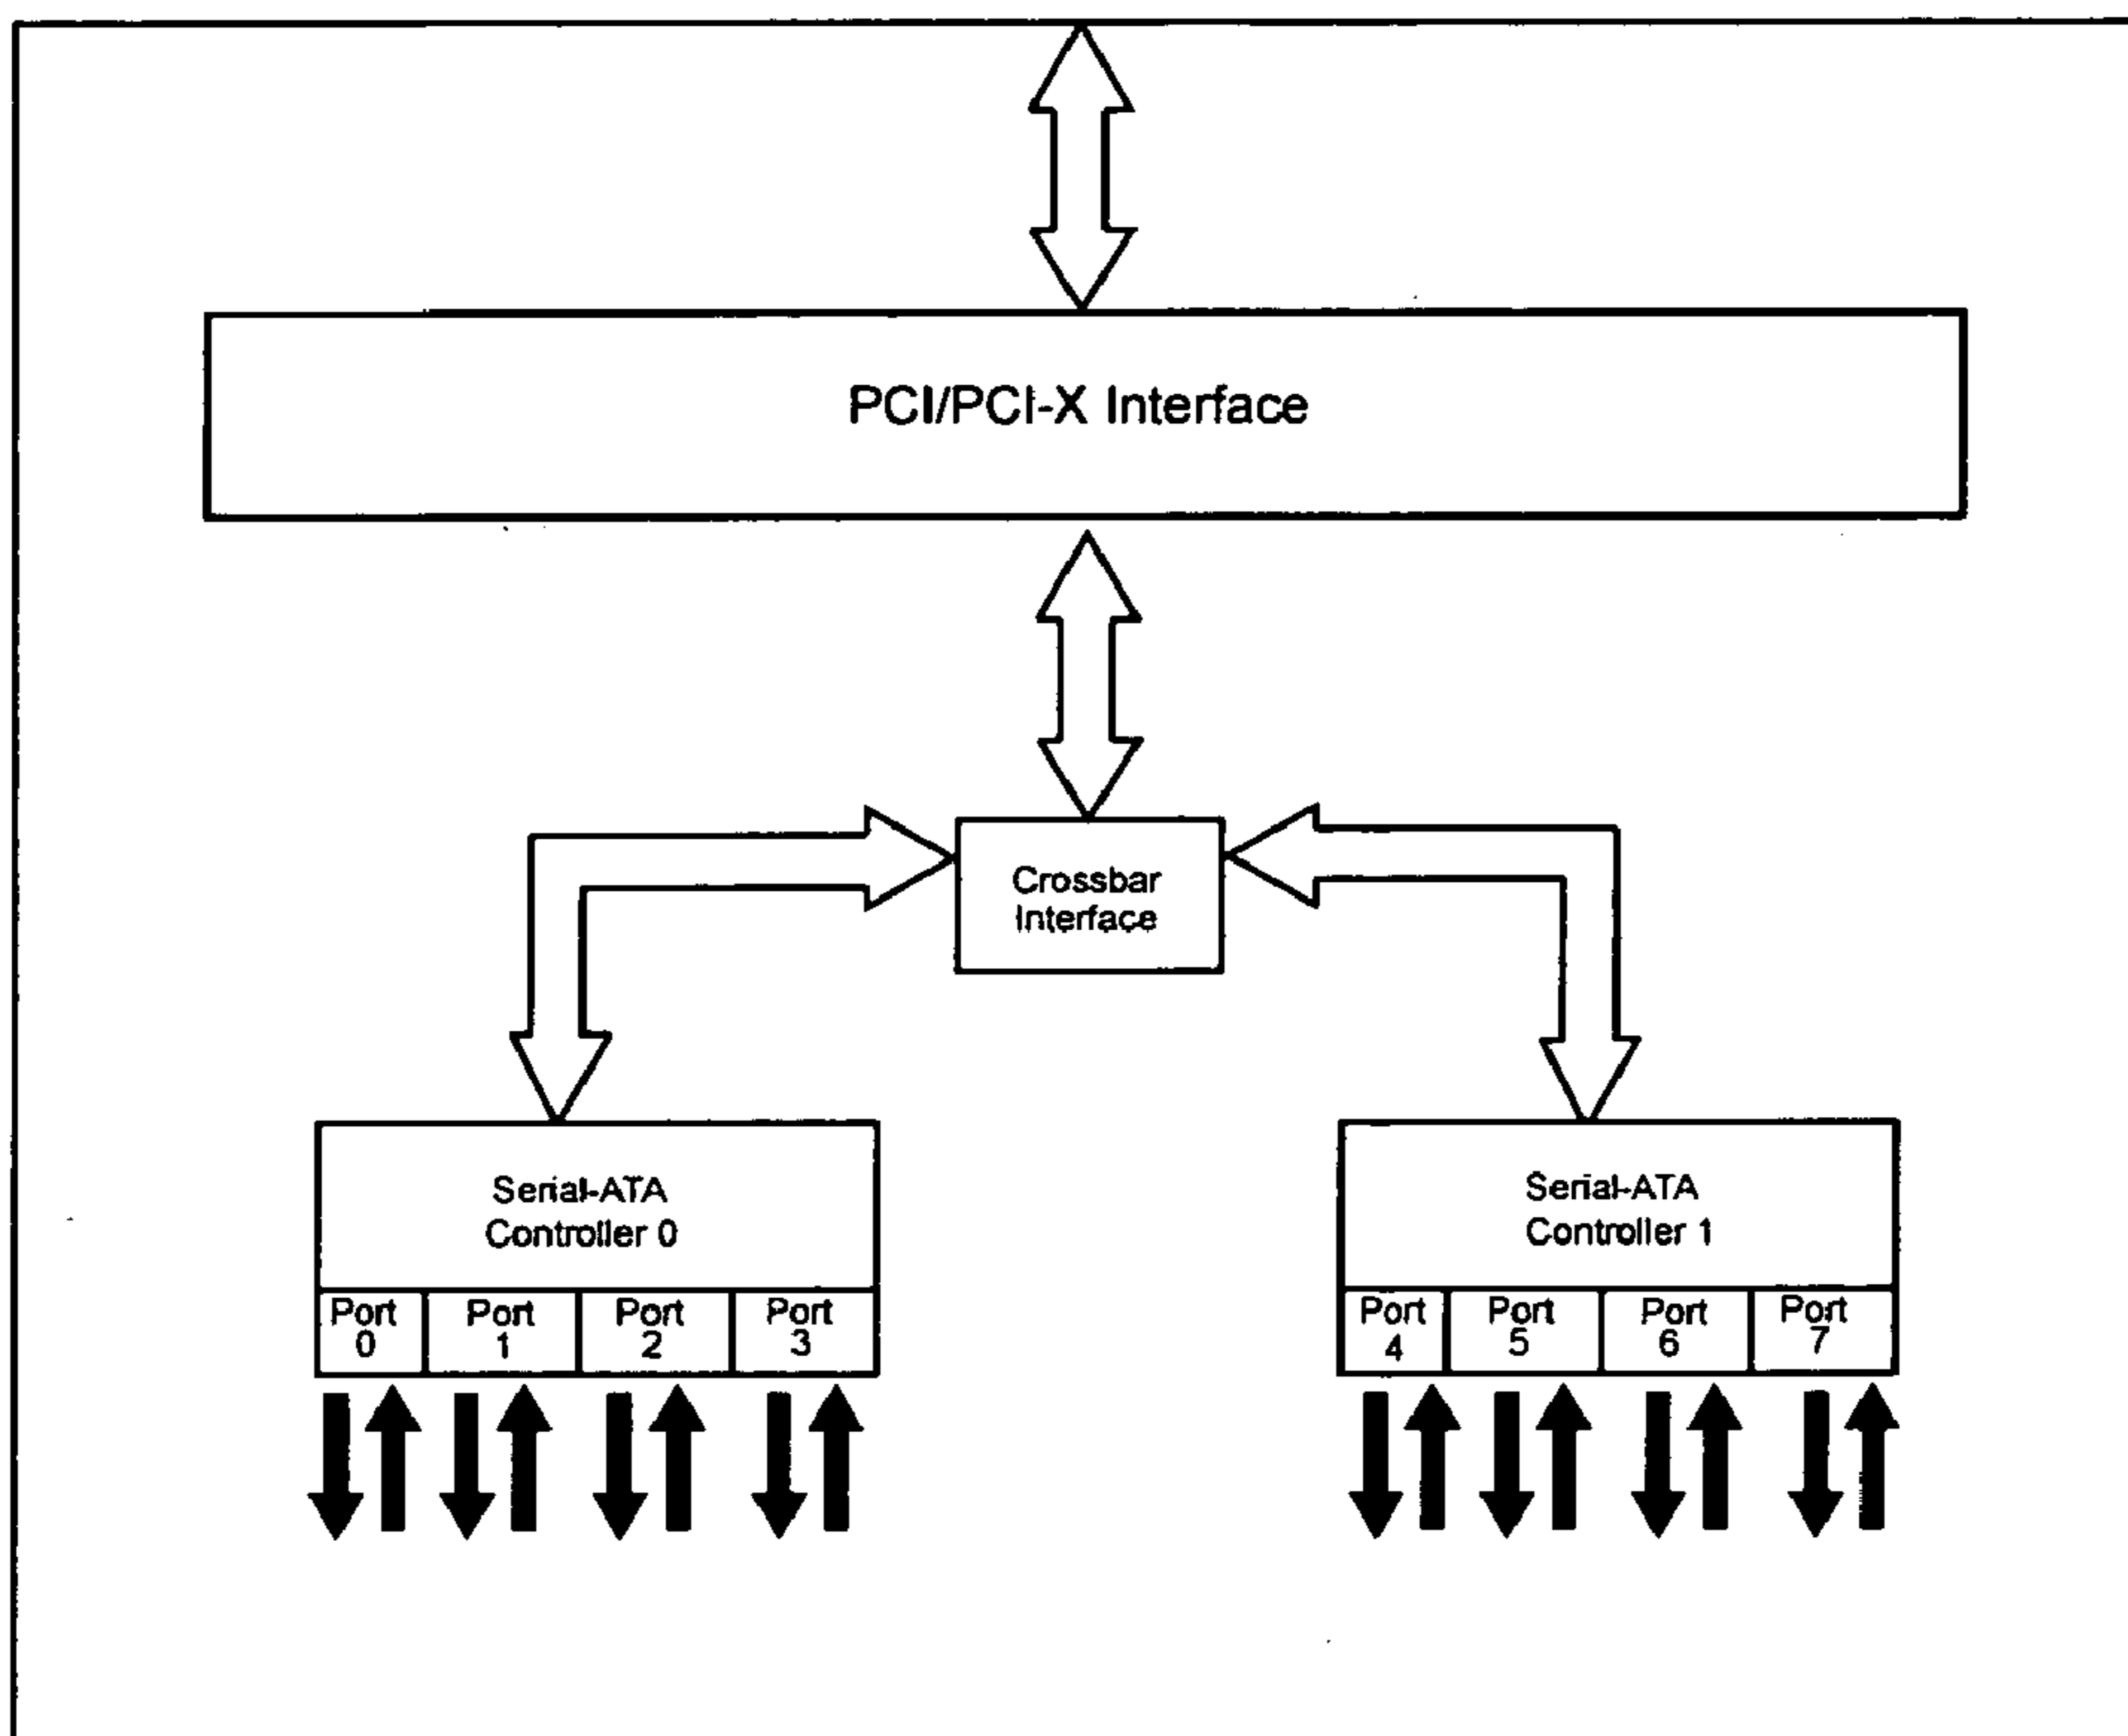 PCI/PCI-X Interface
Crossbar
Interface
Serial-ATA
Controller 0
Serial-ATA
Controller 1
Port
0
Port
1
Port
2
Port
3
Port
4
Port
5
Port
6
Port
7